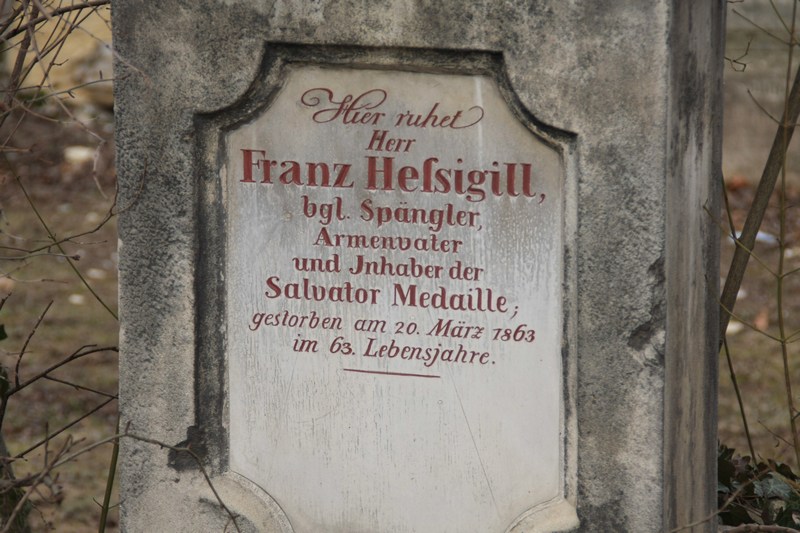 Hier ruhet
Herr
Franz Heſsigill,
bgl. Spängler,
Armenvater
und Jnhaber der
Salvator Medaille;
gestorben am 20. März 1863
im 63. Lebensjahre.